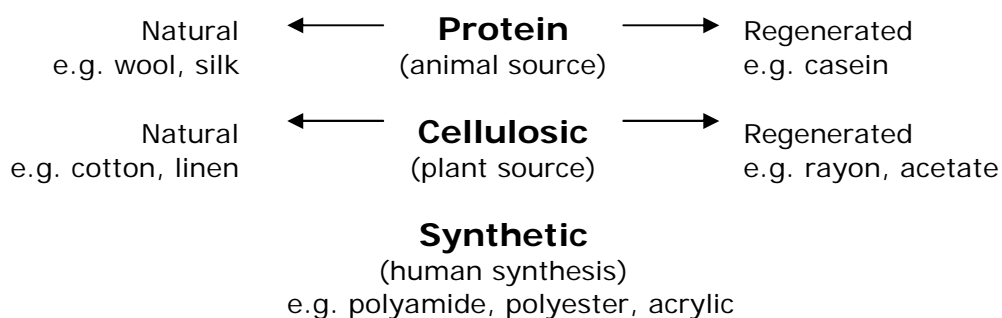 Natural Protein Regenerated
e.g. wool, silk (animal source) e.g. casein
Natural Cellulosic Regenerated
e.g. cotton, linen (plant source) e.g. rayon, acetate
Synthetic
(human synthesis)
e.g. polyamide, polyester, acrylic